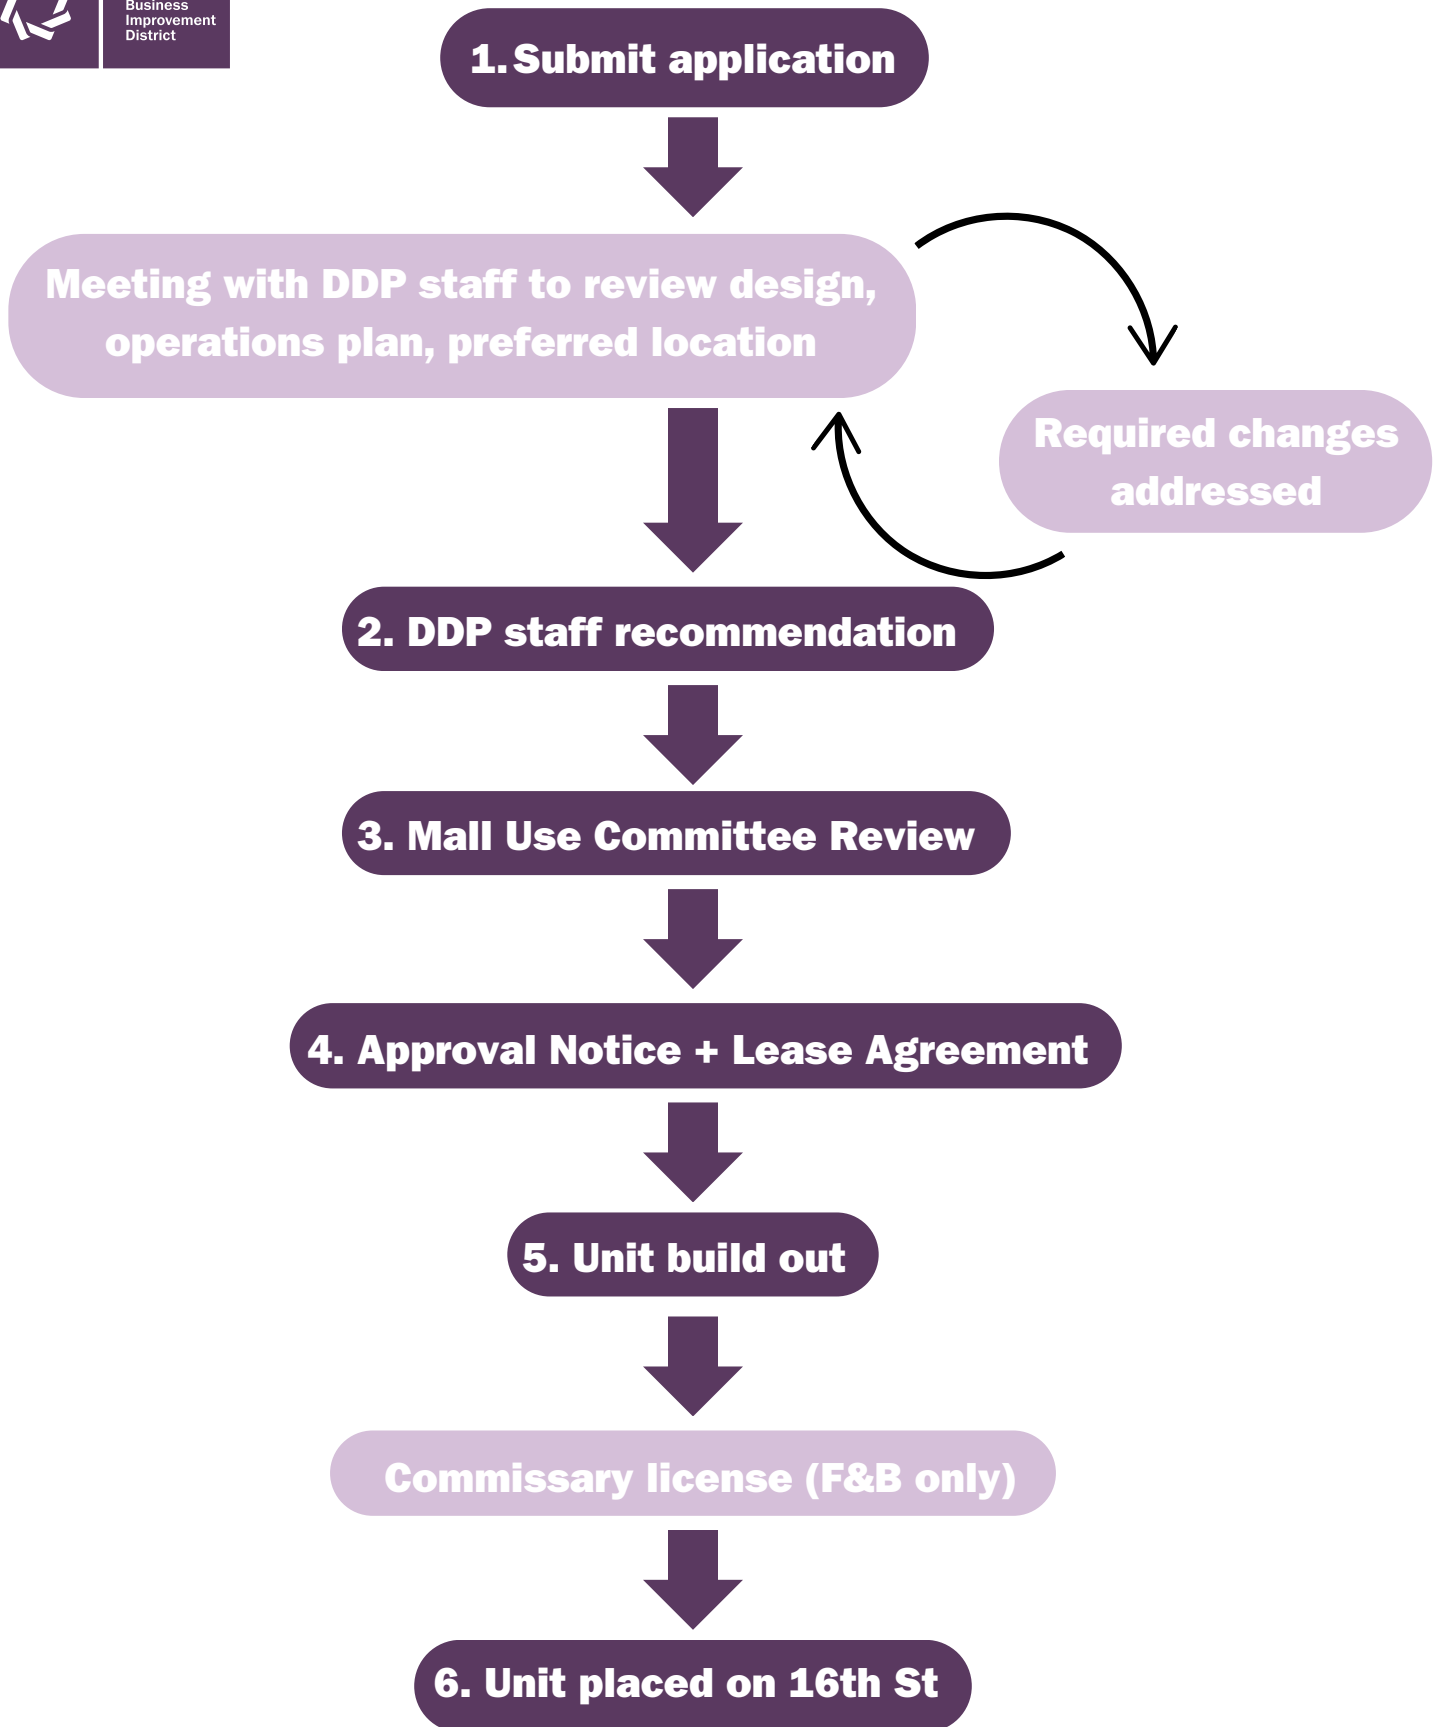 Business
Improvement
District
1. Submit application
Meeting with DDP staff to review design,
operations plan, preferred location
Required changes
addressed
2. DDP staff recommendation
3. Mall Use Committee Review
4. Approval Notice + Lease Agreement
5. Unit build out
Commissary license (F&B only)
6. Unit placed on 16th St